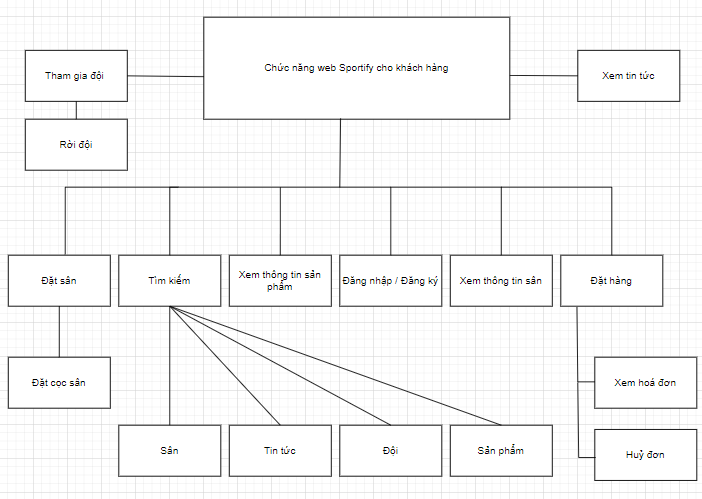 Chức năng web Sportify cho khách hàng
Tham gia đội
Xem tin tức
Rời đội
Đặt sân
Tìm kiếm
Xem thông tin sản
phẩm
Đăng nhập / Đăng ký
Xem thông tin sân
Đặt hàng
Đặt cọc sân
Xem hoá đơn
Sân
Tin tức
Đội
Sản phẩm
Huỷ đơn